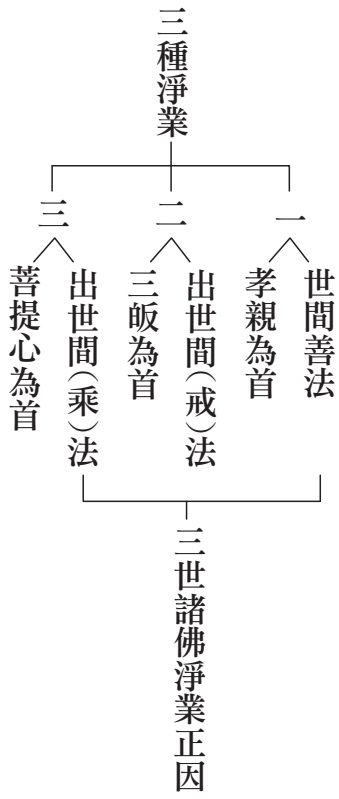 三種淨業
一
世間善法
孝親為首
二
出世間（戒）法
三皈為首
三
出世間（乘）法
菩提心為首
三世諸佛淨業正因